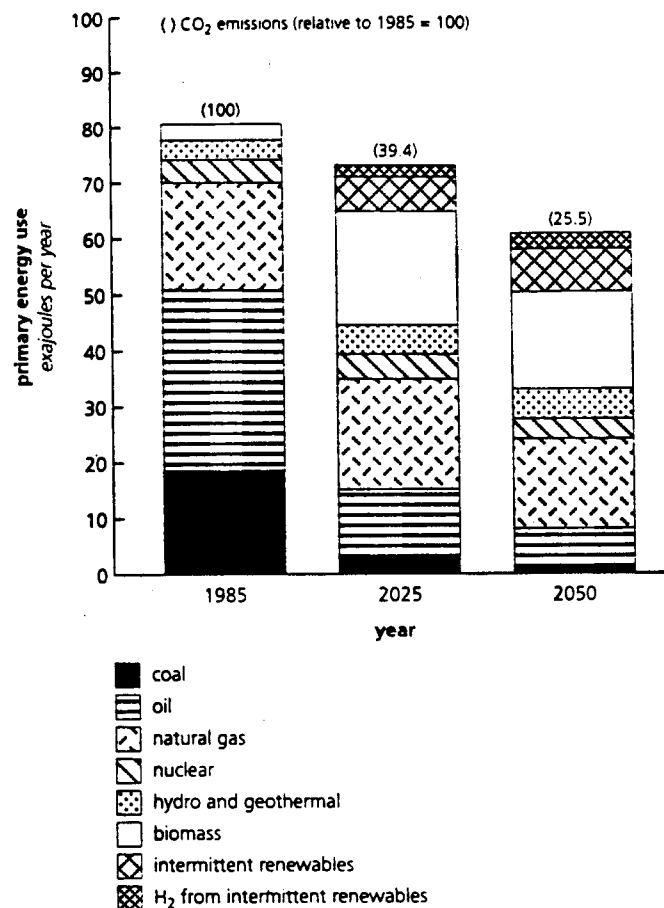 ( ) CO₂ emissions (relative to 1985 = 100)
100
90
80
70
60
50
40
30
20
10
0
primary energy use
exajoules per year
(100)
(39.4)
(25.5)
1985
2025
2050
year
coal
oil
natural gas
nuclear
hydro and geothermal
biomass
intermittent renewables
H₂ from intermittent renewables